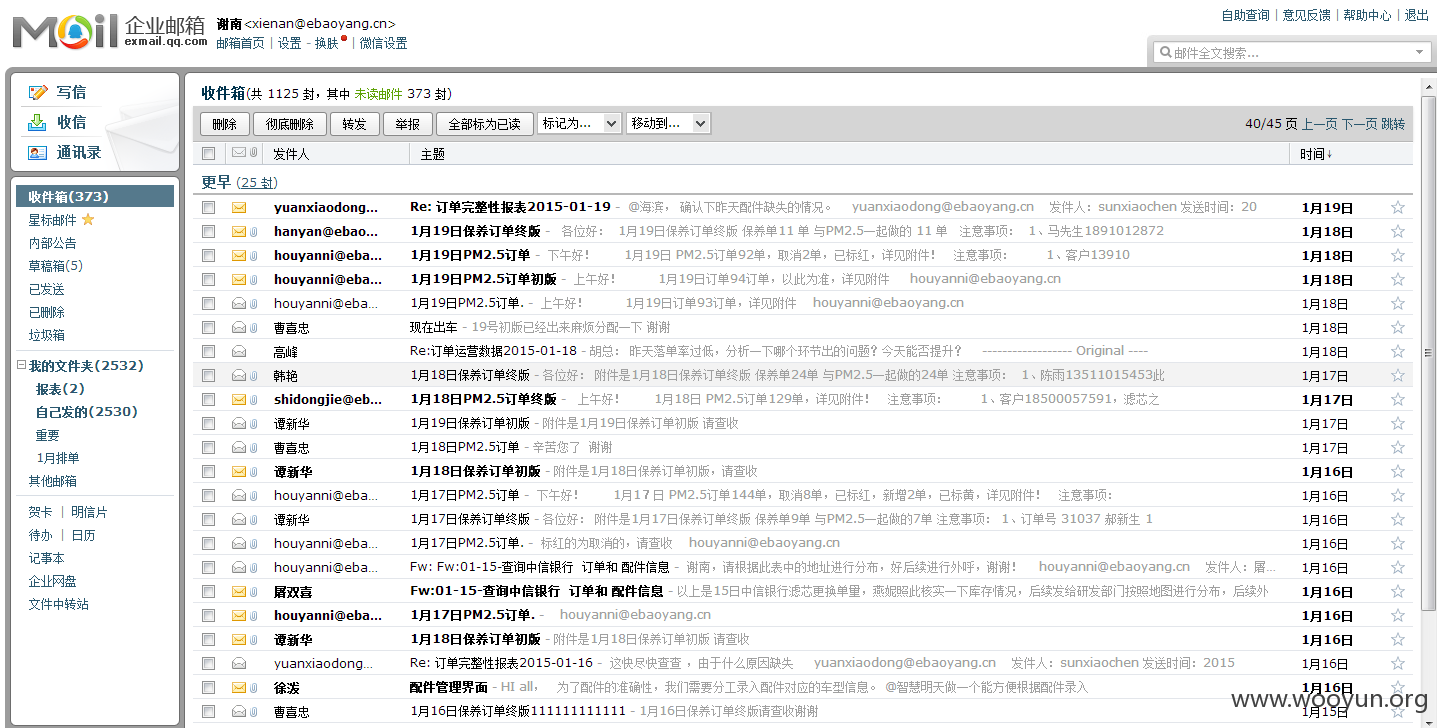 Mail 企业邮箱 exmail.qq.com
谢南<xienan@ebaoyang.cn>
邮箱首页 | 设置 - 换肤 | 微信设置
自助查询 | 意见反馈 | 帮助中心 | 退出
邮件全文搜索...
写信
收信
通讯录
收件箱(373)
星标邮件
内部公告
草稿箱(5)
已发送
已删除
垃圾箱
我的文件夹(2532)
报表(2)
自己发的(2530)
重要
1月排单
其他邮箱
贺卡 | 明信片
待办 | 日历
记事本
企业网盘
文件中转站
收件箱(共 1125 封，其中 未读邮件 373 封)
删除 彻底删除 转发 举报 全部标为已读 标记为... 移动到... 40/45 页 上一页 下一页 跳转
发件人 主题 时间↓
更早 (25 封)
yuanxiaodong... Re: 订单完整性报表2015-01-19 - @海滨， 确认下昨天配件缺失的情况。 yuanxiaodong@ebaoyang.cn 发件人：sunxiaochen 发送时间：20 1月19日
hanyan@ebao... 1月19日保养订单终版 - 各位好： 1月19日保养订单终版 保养单11 单 与PM2.5一起做的 11 单 注意事项： 1、马先生1891012872 1月18日
houyanni@eba... 1月19日PM2.5订单 - 下午好！ 1月19日 PM2.5订单92单，取消2单，已标红，详见附件！ 注意事项： 1、客户13910 1月18日
houyanni@eba... 1月19日PM2.5订单初版 - 上午好！ 1月19日订单94订单，以此为准，详见附件 houyanni@ebaoyang.cn 1月18日
houyanni@eba... 1月19日PM2.5订单. - 上午好！ 1月19日订单93订单，详见附件 houyanni@ebaoyang.cn 1月18日
曹喜忠 现在出车 - 19号初版已经出来麻烦分配一下 谢谢 1月18日
高峰 Re:订单运营数据2015-01-18 - 胡总： 昨天落单率过低，分析一下哪个环节出的问题？今天能否提升？ ------------------ Original ---- 1月18日
韩艳 1月18日保养订单终版 - 各位好： 附件是1月18日保养订单终版 保养单24单 与PM2.5一起做的24单 注意事项： 1、陈雨13511015453此 1月17日
shidongjie@eb... 1月18日PM2.5订单终版 - 上午好！ 1月18日 PM2.5订单129单，详见附件！ 注意事项： 1、客户18500057591，滤芯之 1月17日
谭新华 1月19日保养订单初版 - 附件是1月19日保养订单初版 请查收 1月17日
曹喜忠 1月18日PM2.5订单 - 辛苦您了 谢谢 1月17日
谭新华 1月18日保养订单初版 - 附件是1月18日保养订单初版，请查收 1月16日
houyanni@eba... 1月17日PM2.5订单 - 下午好！ 1月17日 PM2.5订单144单，取消8单，已标红，新增2单，已标黄，详见附件！ 注意事项： 1月16日
谭新华 1月17日保养订单终版 - 各位好： 附件是1月17日保养订单终版 保养单9单 与PM2.5一起做的7单 注意事项： 1、订单号 31037 郝新生 1 1月16日
houyanni@eba... 1月17日PM2.5订单. - 标红的为取消的，请查收 houyanni@ebaoyang.cn 1月16日
houyanni@eba... Fw: Fw:01-15-查询中信银行 订单和 配件信息 - 谢南，请根据此表中的地址进行分布，好后续进行外呼，谢谢！ houyanni@ebaoyang.cn 发件人：屠... 1月16日
屠双喜 Fw:01-15-查询中信银行 订单和 配件信息 - 以上是15日中信银行滤芯更换单量，燕妮照此核实一下库存情况，后续发给研发部门按照地图进行分布，后续外 1月16日
houyanni@eba... 1月17日PM2.5订单. - houyanni@ebaoyang.cn 1月16日
谭新华 1月18日保养订单初版 - 附件是1月18日保养订单初版 请查收 1月16日
yuanxiaodong... Re: 订单完整性报表2015-01-16 - 这快尽快查查 ，由于什么原因缺失 yuanxiaodong@ebaoyang.cn 发件人：sunxiaochen 发送时间：2015 1月16日
徐泼 配件管理界面 - HI all， 为了配件的准确性，我们需要分工录入配件对应的车型信息。 @智慧明天做一个能方便根据配件录入 1月16日
曹喜忠 1月16日保养订单终版111111111111 - 1月16日保养订单终版请查收谢谢 1月15日
www.wooyun.org